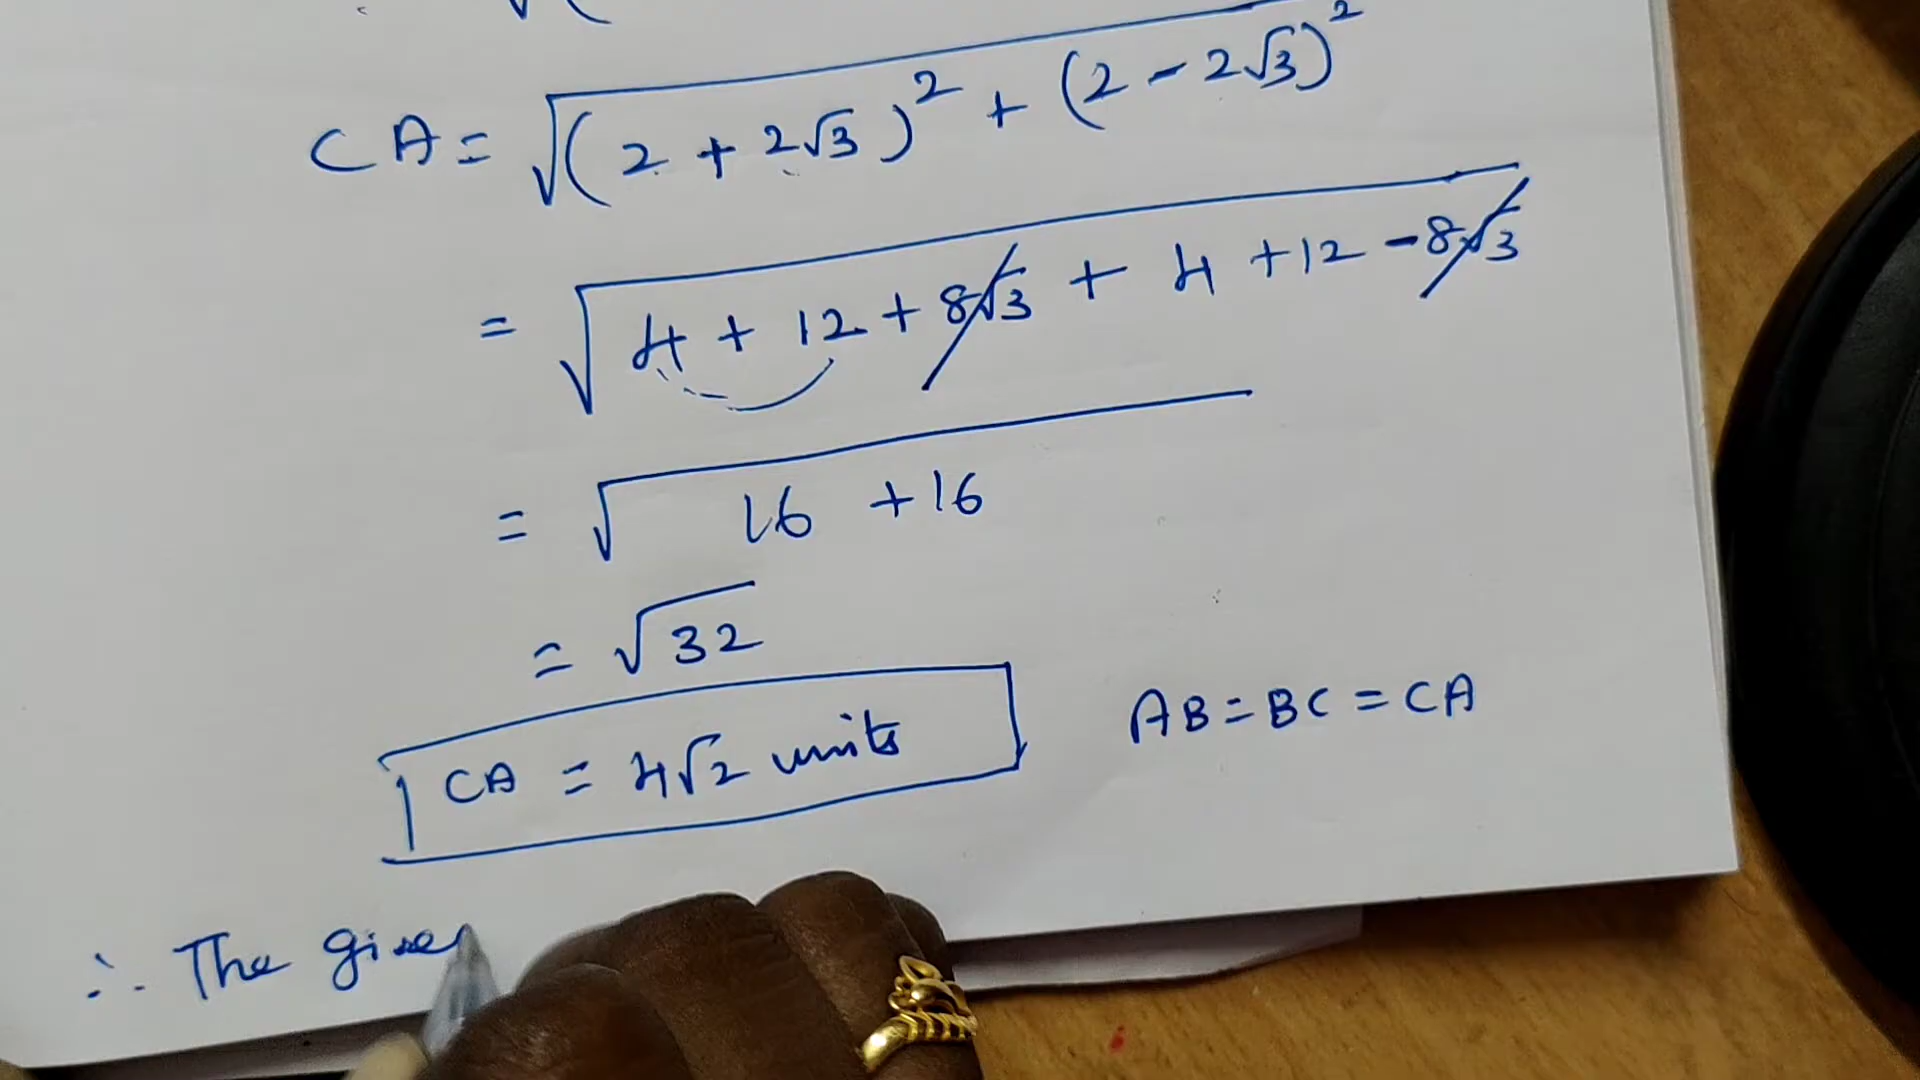 CA = √(2 + 2√3)² + (2 - 2√3)²
= √4 + 12 + 8√3 + 4 + 12 - 8√3
= √16 + 16
= √32
CA = 4√2 units
AB = BC = CA
∴ The given